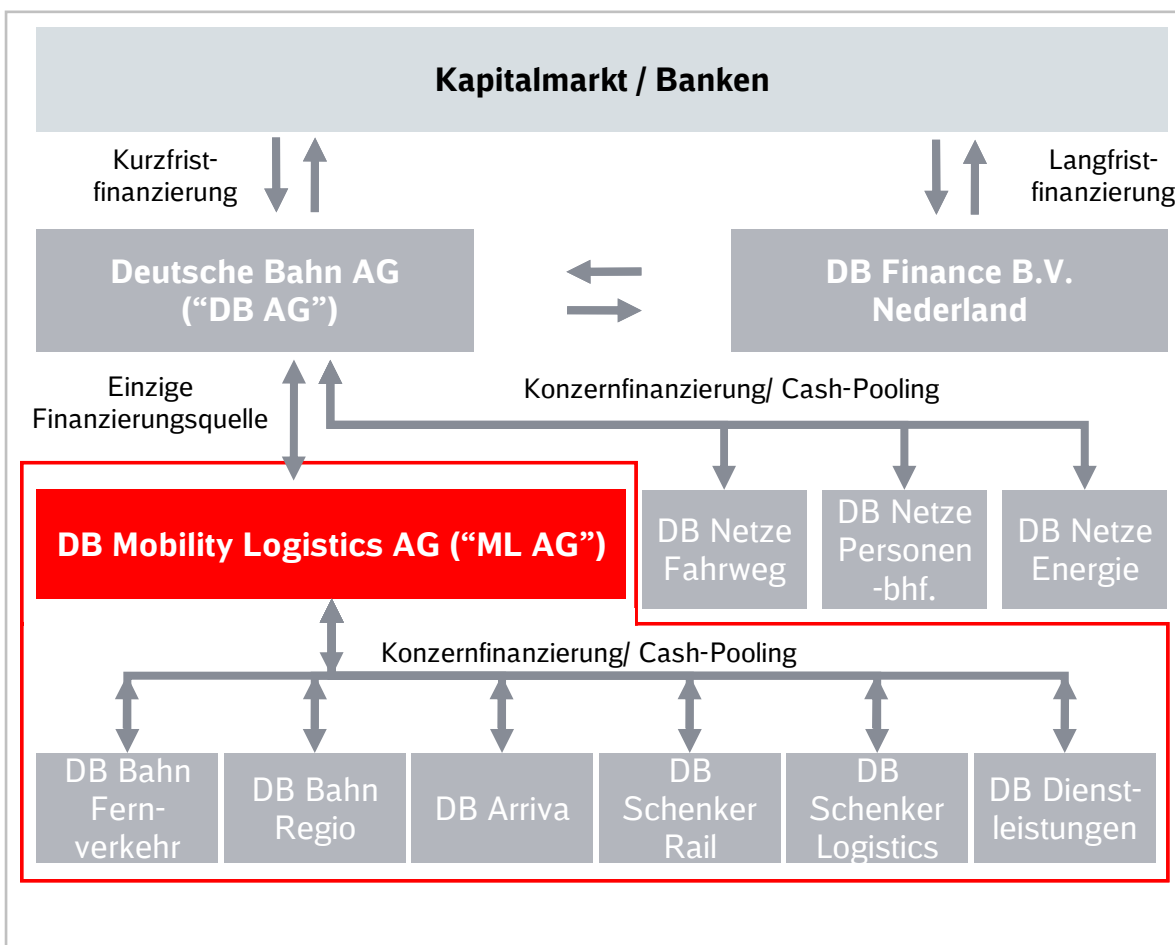 Kapitalmarkt / Banken
Kurzfrist-
finanzierung
Langfrist-
finanzierung
Deutsche Bahn AG
(“DB AG”)
DB Finance B.V.
Nederland
Einzige
Finanzierungsquelle
Konzernfinanzierung/ Cash-Pooling
DB Mobility Logistics AG (“ML AG”)
DB Netze
Fahrweg
DB Netze
Personen
-bhf.
DB Netze
Energie
Konzernfinanzierung/ Cash-Pooling
DB Bahn
Fern-
verkehr
DB Bahn
Regio
DB Arriva
DB
Schenker
Rail
DB
Schenker
Logistics
DB Dienst-
leistungen